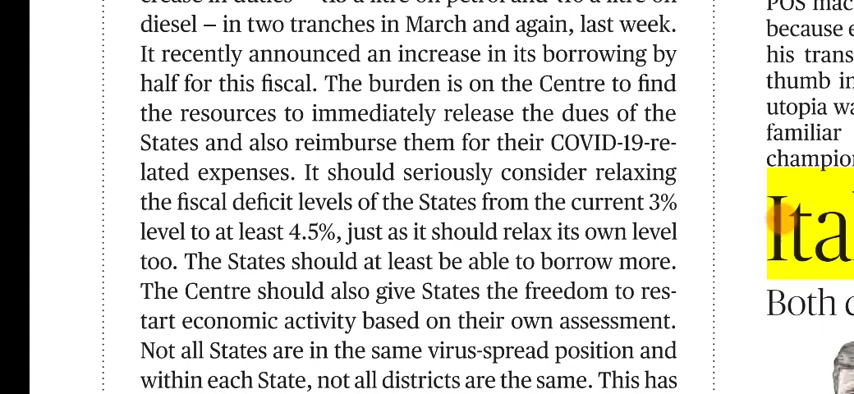 diesel – in two tranches in March and again, last week.
It recently announced an increase in its borrowing by
half for this fiscal. The burden is on the Centre to find
the resources to immediately release the dues of the
States and also reimburse them for their COVID-19-re-
lated expenses. It should seriously consider relaxing
the fiscal deficit levels of the States from the current 3%
level to at least 4.5%, just as it should relax its own level
too. The States should at least be able to borrow more.
The Centre should also give States the freedom to res-
tart economic activity based on their own assessment.
Not all States are in the same virus-spread position and
within each State, not all districts are the same. This has
POS mac
because e
his trans
thumb in
utopia wa
familiar
champion
Ital
Both c